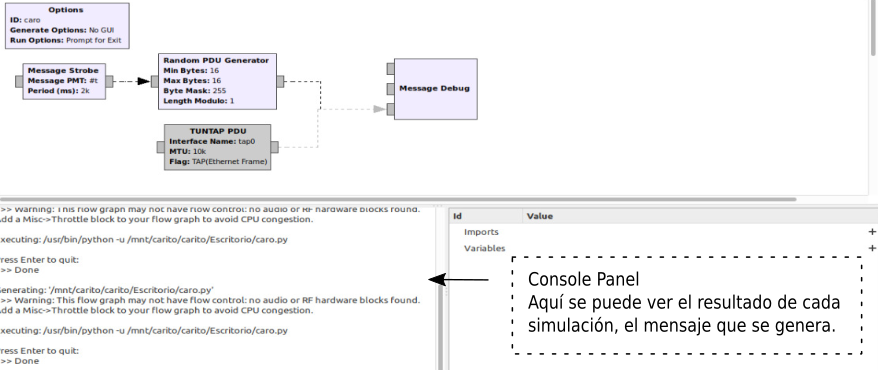 Options
ID: caro
Generate Options: No GUI
Run Options: Prompt for Exit
Message Strobe
Message PMT: #t
Period (ms): 2k
Random PDU Generator
Min Bytes: 16
Max Bytes: 16
Byte Mask: 255
Length Modulo: 1
Message Debug
TUNTAP PDU
Interface Name: tap0
MTU: 10k
Flag: TAP(Ethernet Frame)
>>> Warning: This flow graph may not have flow control: no audio or RF hardware blocks found.
Add a Misc->Throttle block to your flow graph to avoid CPU congestion.
xecuting: /usr/bin/python -u /mnt/carito/carito/Escritorio/caro.py
ress Enter to quit:
>> Done
enerating: '/mnt/carito/carito/Escritorio/caro.py'
>>> Warning: This flow graph may not have flow control: no audio or RF hardware blocks found.
Add a Misc->Throttle block to your flow graph to avoid CPU congestion.
xecuting: /usr/bin/python -u /mnt/carito/carito/Escritorio/caro.py
ress Enter to quit:
>> Done
Id Value
Imports +
Variables +
Console Panel
Aquí se puede ver el resultado de cada
simulación, el mensaje que se genera.